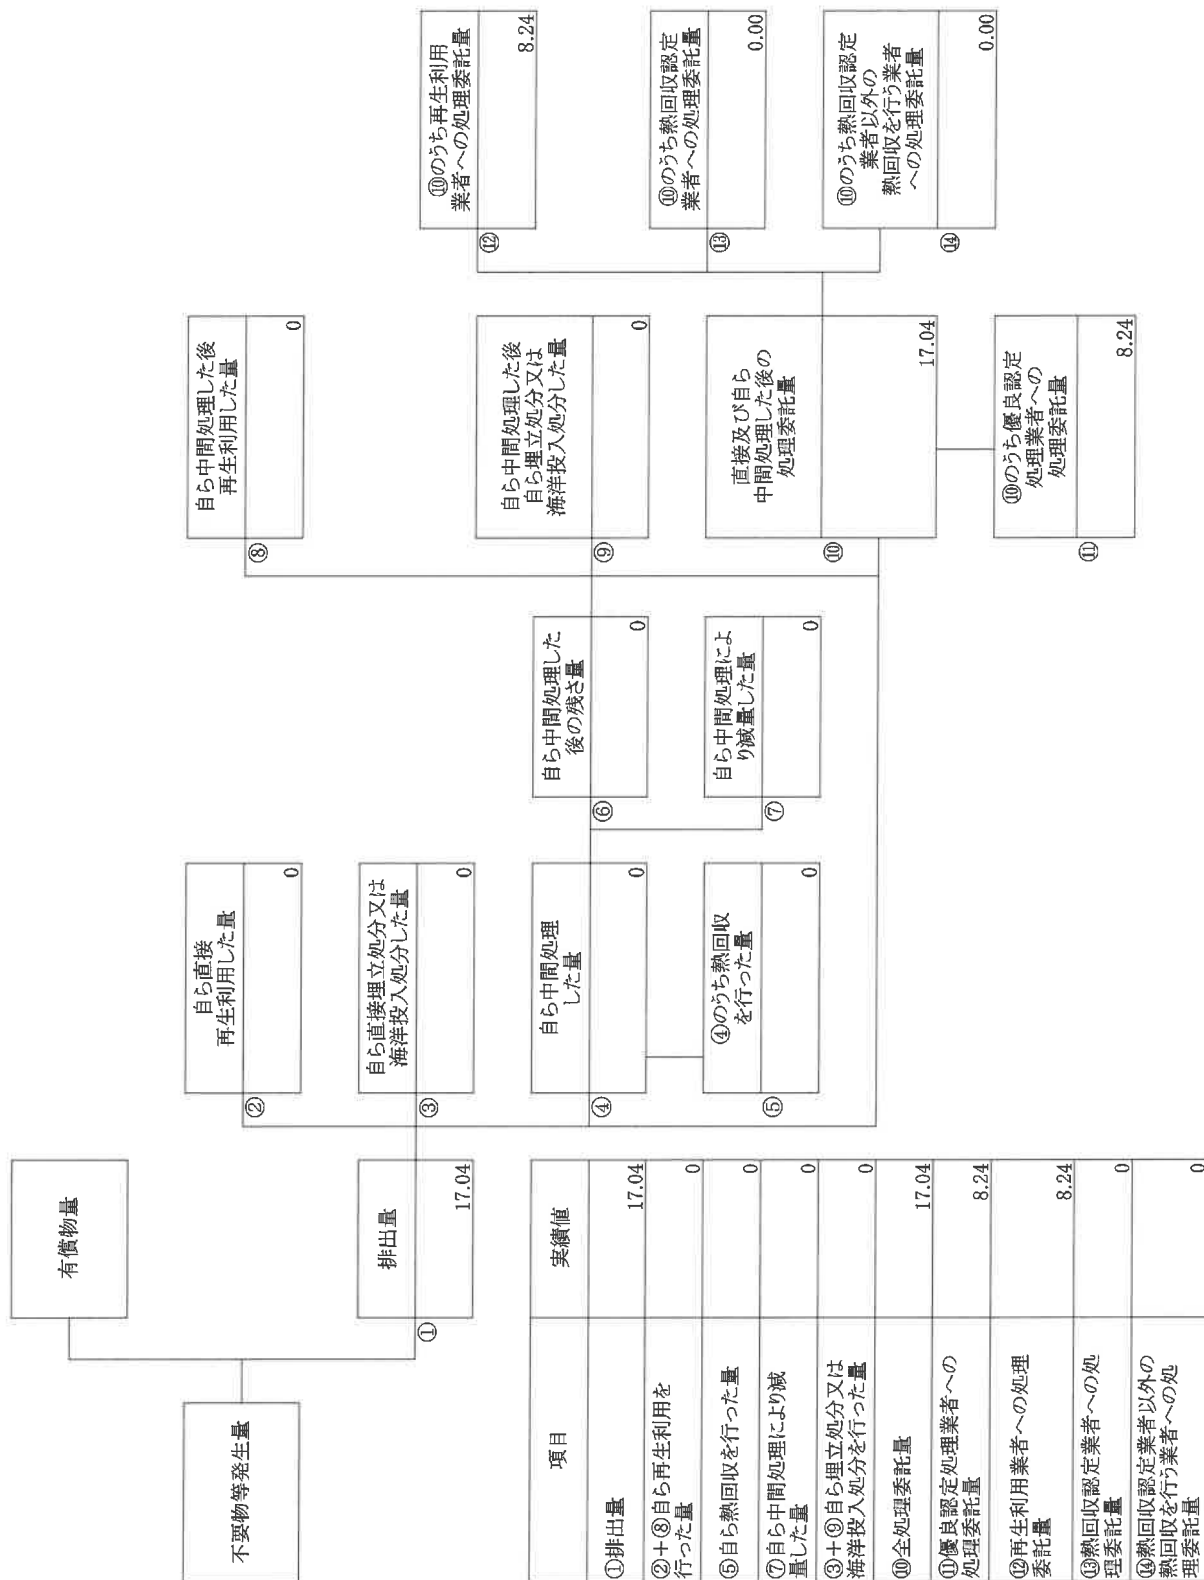 不要物等発生量
有償物量
排出量
①
17.04
自ら直接
再生利用した量
②
0
自ら直接埋立処分又は
海洋投入処分した量
③
0
自ら中間処理
した量
④
0
④のうち熱回収
を行った量
⑤
0
自ら中間処理した
後の残さ量
⑥
0
自ら中間処理によ
り減量した量
⑦
0
自ら中間処理した後
再生利用した量
⑧
0
自ら中間処理した後
自ら埋立処分又は
海洋投入処分した量
⑨
0
直接及び自ら
中間処理した後の
処理委託量
⑩
17.04
⑩のうち優良認定
処理業者への
処理委託量
⑪
8.24
⑩のうち再生利用
業者への処理委託量
⑫
8.24
⑩のうち熱回収認定
業者への処理委託量
⑬
0.00
⑩のうち熱回収認定
業者以外の
熱回収を行う業者
への処理委託量
⑭
0.00
項目
実績値
①排出量
17.04
②+⑧自ら再生利用を
行った量
0
⑤自ら熱回収を行った量
0
⑦自ら中間処理により減
量した量
0
③+⑨自ら埋立処分又は
海洋投入処分を行った量
0
⑩全処理委託量
17.04
⑪優良認定処理業者への
処理委託量
8.24
⑫再生利用業者への処理
委託量
8.24
⑬熱回収認定業者への処
理委託量
0
⑭熱回収認定業者以外の
熱回収を行う業者への処
理委託量
0